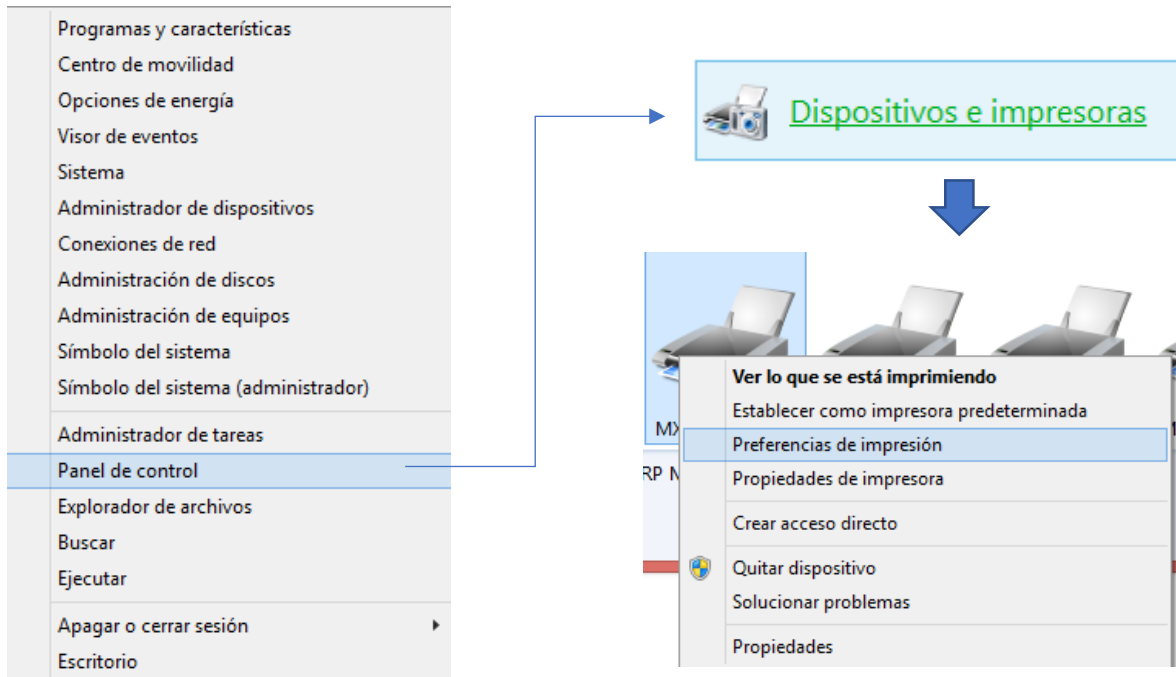 Programas y características
Centro de movilidad
Opciones de energía
Visor de eventos
Sistema
Administrador de dispositivos
Conexiones de red
Administración de discos
Administración de equipos
Símbolo del sistema
Símbolo del sistema (administrador)
Administrador de tareas
Panel de control
Explorador de archivos
Buscar
Ejecutar
Apagar o cerrar sesión
Escritorio
Dispositivos e impresoras
Ver lo que se está imprimiendo
Establecer como impresora predeterminada
Preferencias de impresión
Propiedades de impresora
Crear acceso directo
Quitar dispositivo
Solucionar problemas
Propiedades